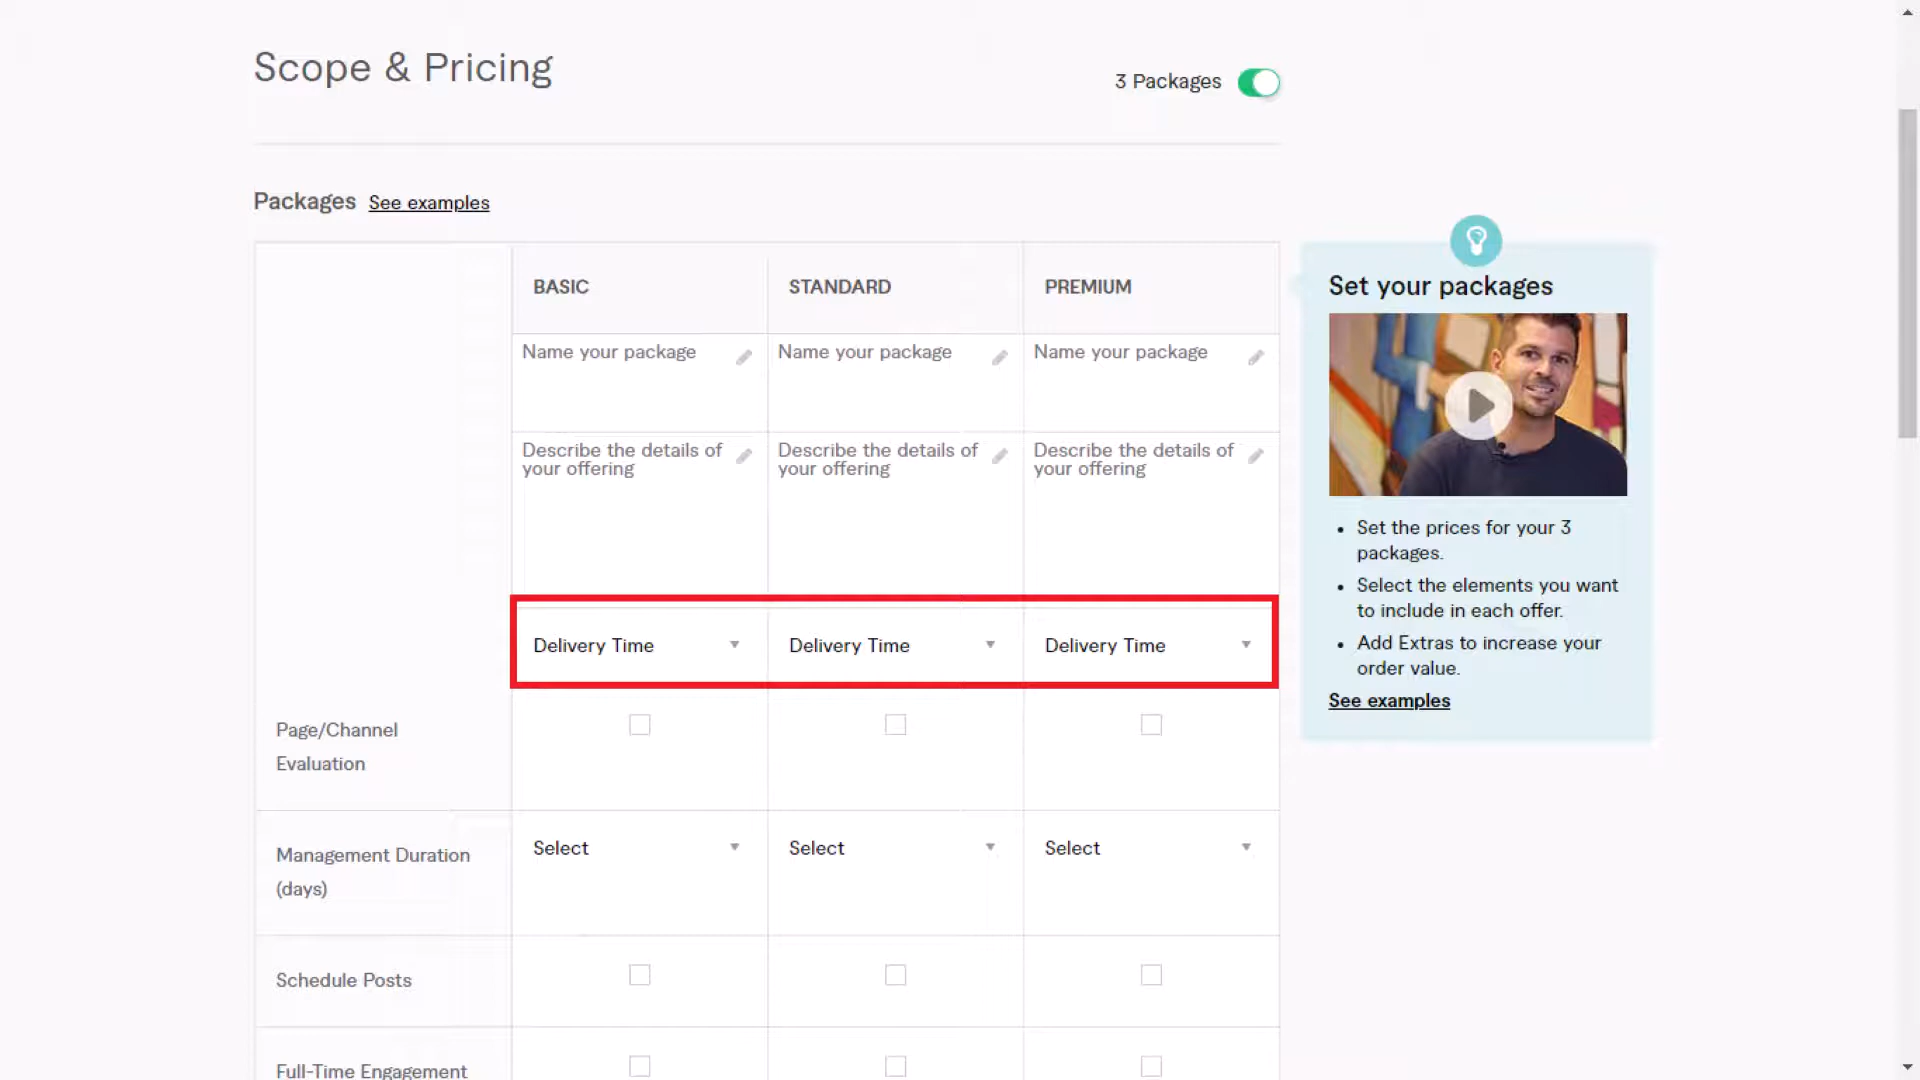 Scope & Pricing
3 Packages
Packages See examples
BASIC STANDARD PREMIUM
Name your package Name your package Name your package
Describe the details of Describe the details of Describe the details of
your offering your offering your offering
Delivery Time Delivery Time Delivery Time
Page/Channel
Evaluation
Management Duration
(days)
Select Select Select
Schedule Posts
Full-Time Engagement
Set your packages
Set the prices for your 3
packages.
Select the elements you want
to include in each offer.
Add Extras to increase your
order value.
See examples